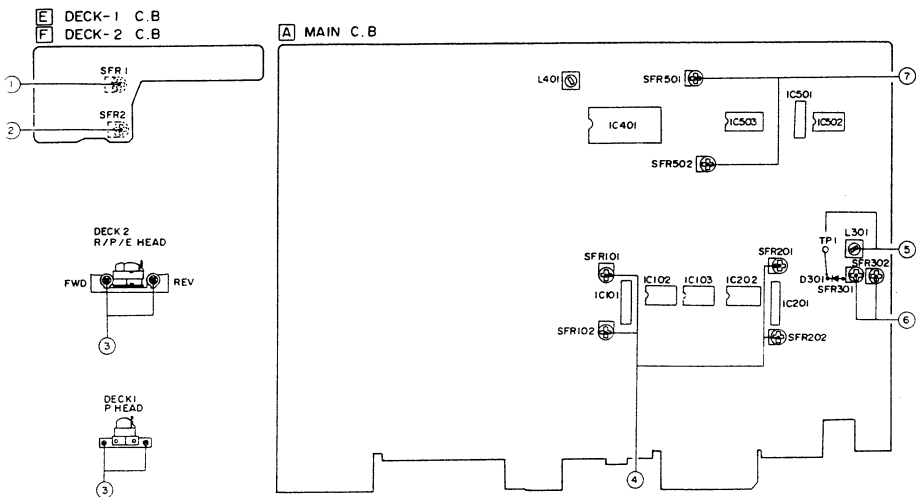 E DECK-1 C.B
F DECK-2 C.B
A MAIN C.B
SFR1
1
SFR2
2
L401
SFR501
7
IC501
IC401
IC503
IC502
SFR502
DECK 2
R/P/E HEAD
FWD
REV
3
TP1
L301
5
SFR101
SFR201
SFR302
IC102
IC103
IC202
D301
SFR301
IC101
IC201
6
SFR102
SFR202
DECK1
P HEAD
3
4